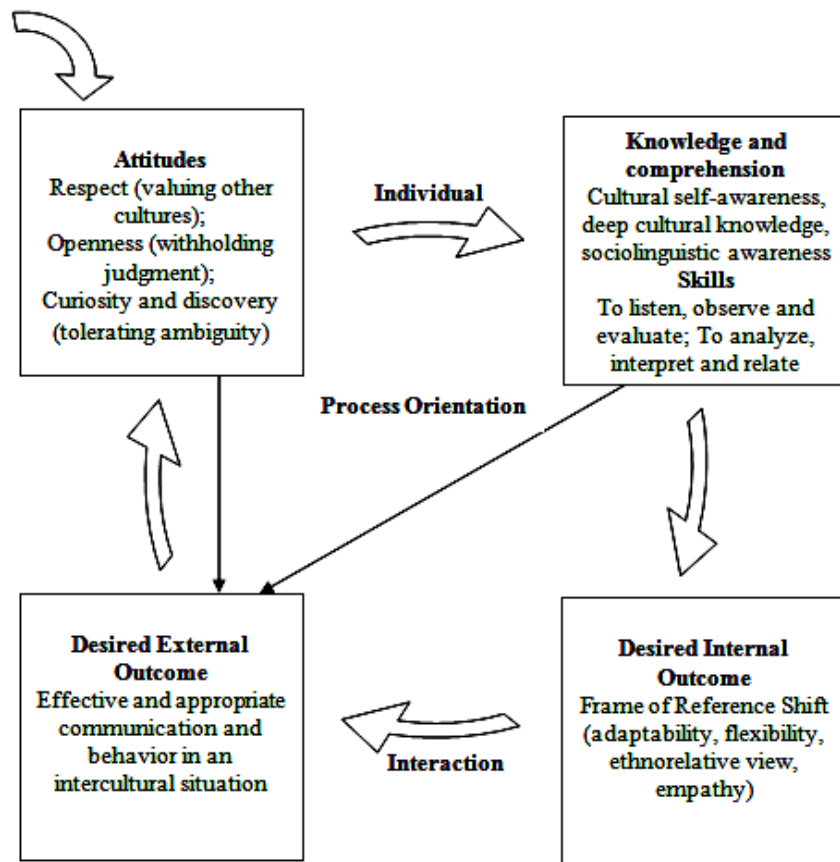 Attitudes
Respect (valuing other
cultures);
Openness (withholding
judgment);
Curiosity and discovery
(tolerating ambiguity)
Individual
Knowledge and
comprehension
Cultural self-awareness,
deep cultural knowledge,
sociolinguistic awareness
Skills
To listen, observe and
evaluate; To analyze,
interpret and relate
Process Orientation
Desired External
Outcome
Effective and appropriate
communication and
behavior in an
intercultural situation
Interaction
Desired Internal
Outcome
Frame of Reference Shift
(adaptability, flexibility,
ethnorelative view,
empathy)